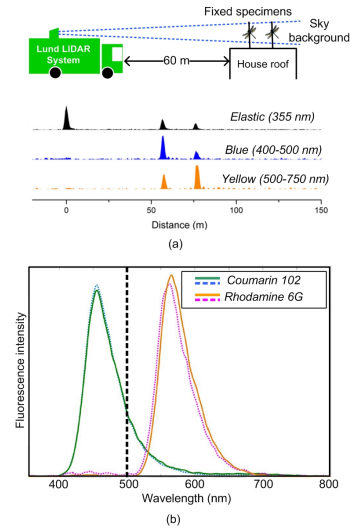 Fixed specimens
Sky
background
Lund LIDAR
System
60 m
House roof
Elastic (355 nm)
Blue (400-500 nm)
Yellow (500-750 nm)
0 50 100 150
Distance (m)
(a)
Fluorescence intensity
Coumarin 102
Rhodamine 6G
400 500 600 700 800
Wavelength (nm)
(b)